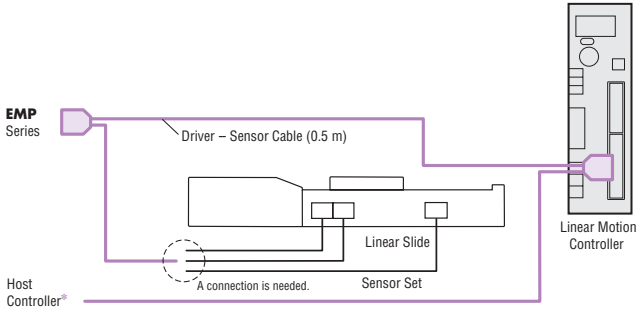 EMP
Series
Driver – Sensor Cable (0.5 m)
Linear Motion
Controller
Linear Slide
A connection is needed.
Sensor Set
Host
Controller*